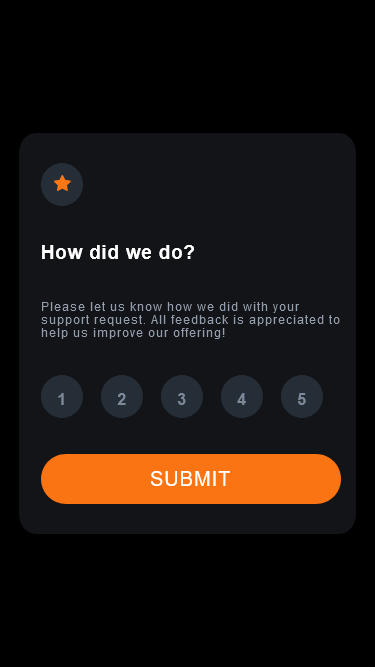 How did we do?
Please let us know how we did with your
support request. All feedback is appreciated to
help us improve our offering!
1 2 3 4 5
SUBMIT